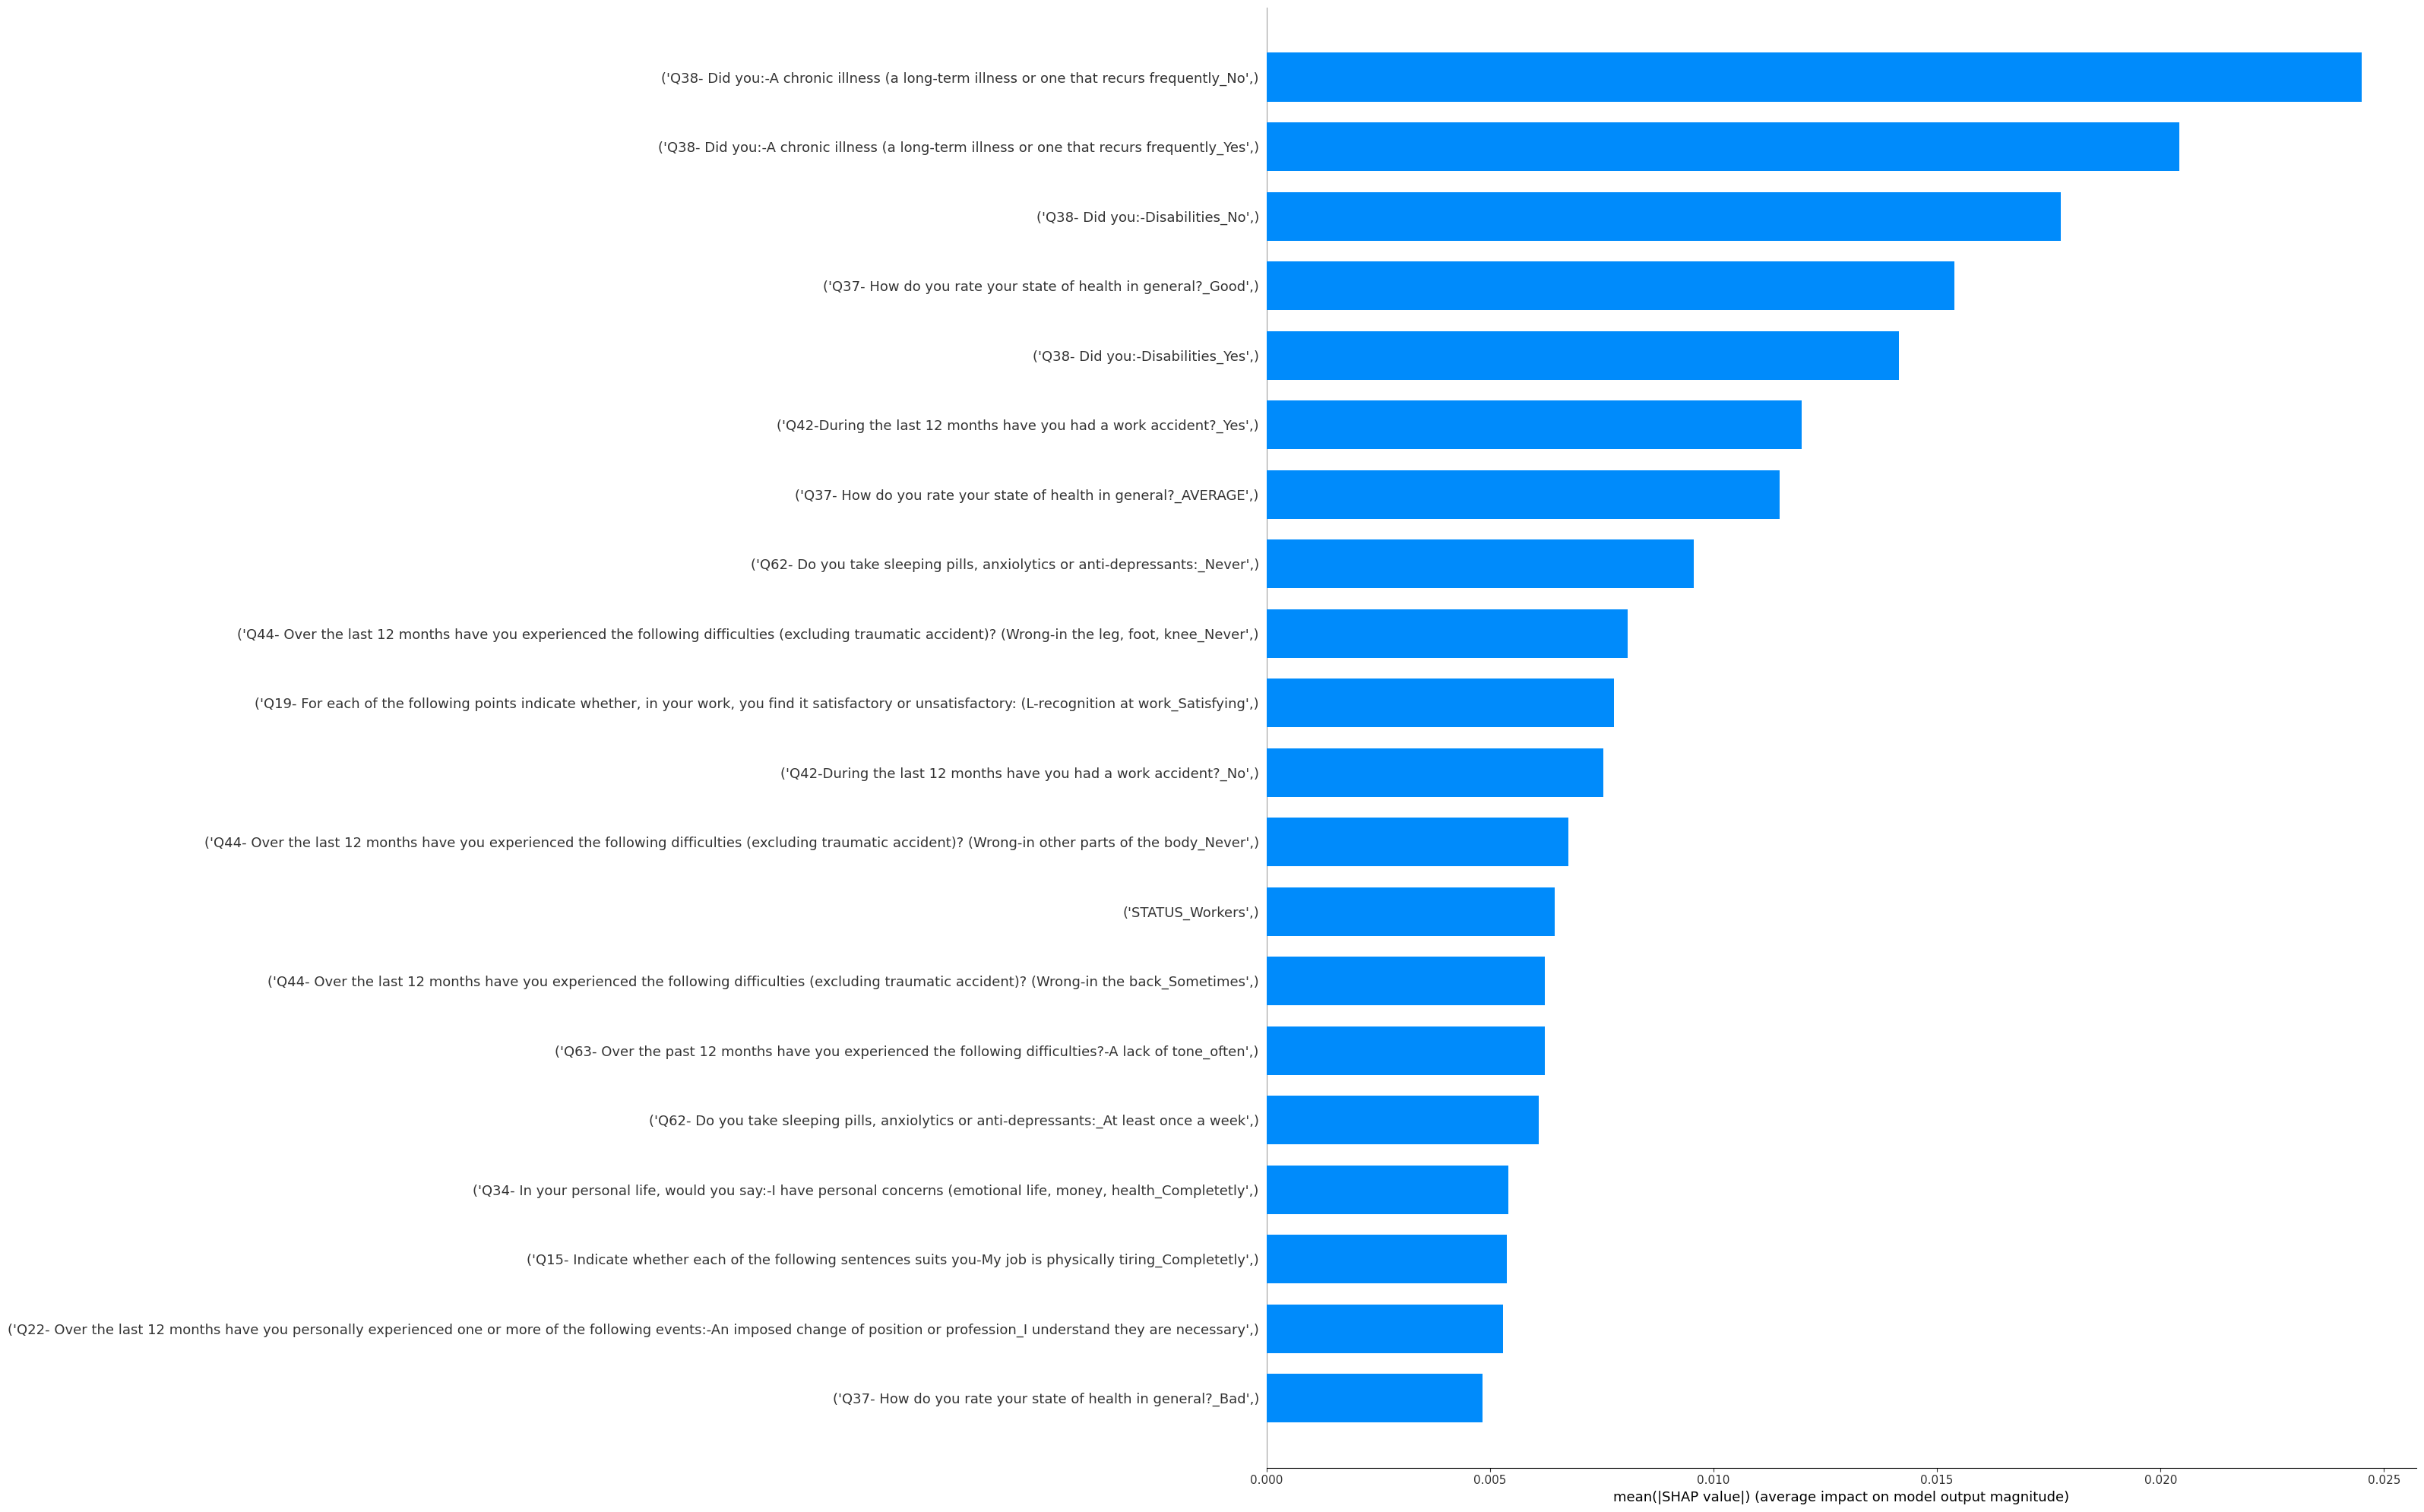 ('Q38- Did you:-A chronic illness (a long-term illness or one that recurs frequently_No',)
('Q38- Did you:-A chronic illness (a long-term illness or one that recurs frequently_Yes',)
('Q38- Did you:-Disabilities_No',)
('Q37- How do you rate your state of health in general?_Good',)
('Q38- Did you:-Disabilities_Yes',)
('Q42-During the last 12 months have you had a work accident?_Yes',)
('Q37- How do you rate your state of health in general?_AVERAGE',)
('Q62- Do you take sleeping pills, anxiolytics or anti-depressants:_Never',)
('Q44- Over the last 12 months have you experienced the following difficulties (excluding traumatic accident)? (Wrong-in the leg, foot, knee_Never',)
('Q19- For each of the following points indicate whether, in your work, you find it satisfactory or unsatisfactory: (L-recognition at work_Satisfying',)
('Q42-During the last 12 months have you had a work accident?_No',)
('Q44- Over the last 12 months have you experienced the following difficulties (excluding traumatic accident)? (Wrong-in other parts of the body_Never',)
('STATUS_Workers',)
('Q44- Over the last 12 months have you experienced the following difficulties (excluding traumatic accident)? (Wrong-in the back_Sometimes',)
('Q63- Over the past 12 months have you experienced the following difficulties?-A lack of tone_often',)
('Q62- Do you take sleeping pills, anxiolytics or anti-depressants:_At least once a week',)
('Q34- In your personal life, would you say:-I have personal concerns (emotional life, money, health_Completetly',)
('Q15- Indicate whether each of the following sentences suits you-My job is physically tiring_Completetly',)
('Q22- Over the last 12 months have you personally experienced one or more of the following events:-An imposed change of position or profession_I understand they are necessary',)
('Q37- How do you rate your state of health in general?_Bad',)
0.000 0.005 0.010 0.015 0.020 0.025
mean(|SHAP value|) (average impact on model output magnitude)